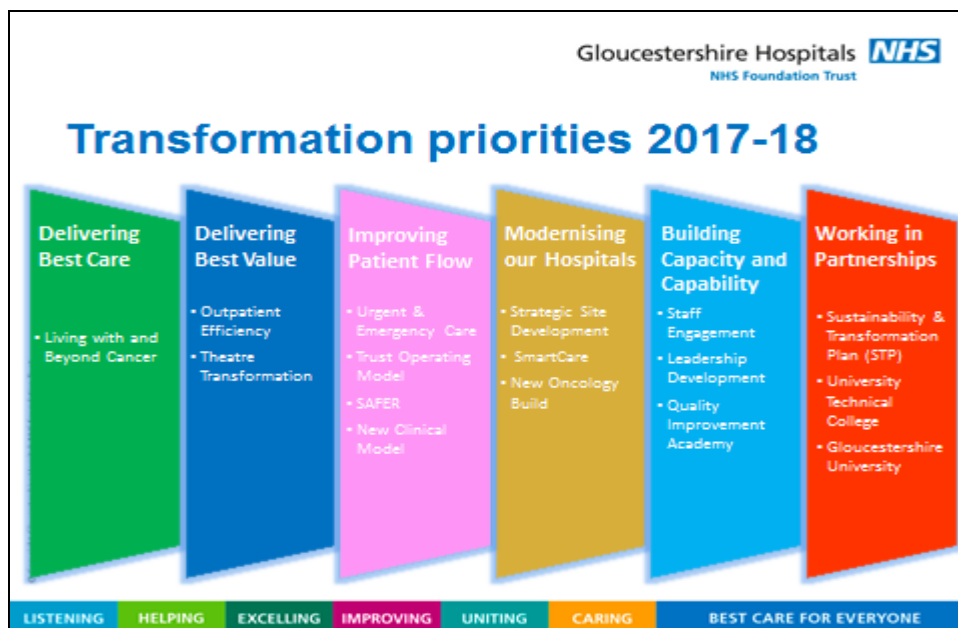 Gloucestershire Hospitals NHS
NHS Foundation Trust
Transformation priorities 2017-18
Delivering
Best Care
• Living with and
Beyond Cancer
Delivering
Best Value
• Outpatient
Efficiency
• Theatre
Transformation
Improving
Patient Flow
• Urgent &
Emergency Care
• Trust Operating
Model
• SAFER
• New Clinical
Model
Modernising
our Hospitals
• Strategic Site
Development
• SmartCare
• New Oncology
Build
Building
Capacity and
Capability
• Staff
Engagement
• Leadership
Development
• Quality
Improvement
Academy
Working in
Partnerships
• Sustainability &
Transformation
Plan (STP)
• University
Technical
College
• Gloucestershire
University
LISTENING HELPING EXCELLING IMPROVING UNITING CARING BEST CARE FOR EVERYONE